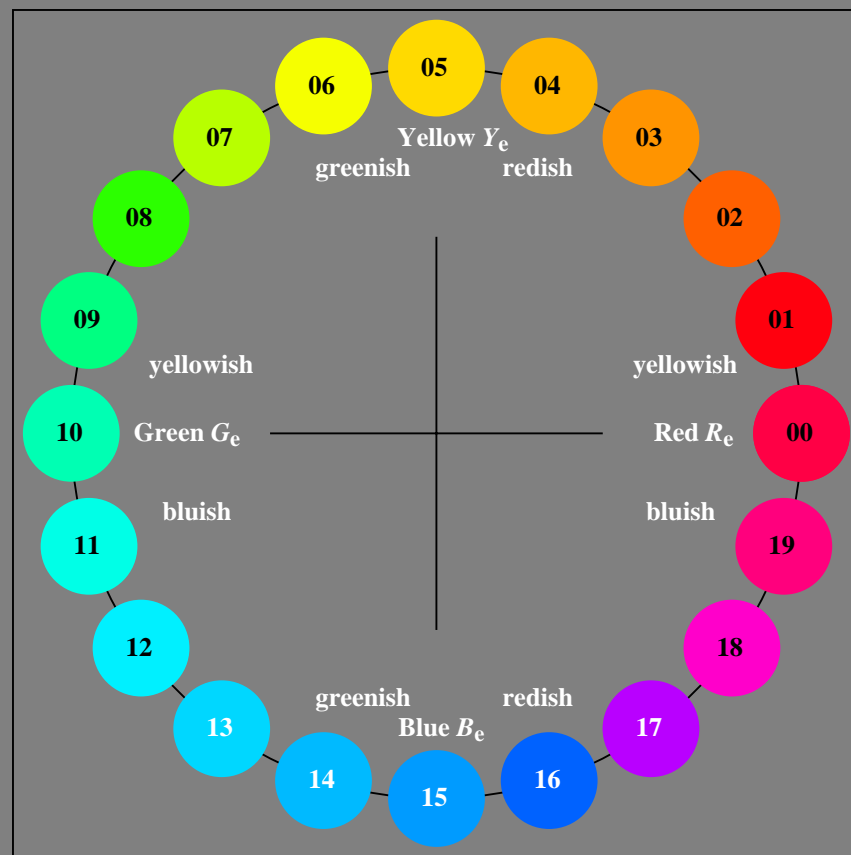 05
06
04
07
03
Yellow Ye
greenish
redish
08
02
09
01
yellowish
yellowish
10
Green Ge
Red Re
00
bluish
bluish
11
19
12
18
greenish
redish
13
Blue Be
17
14
16
15